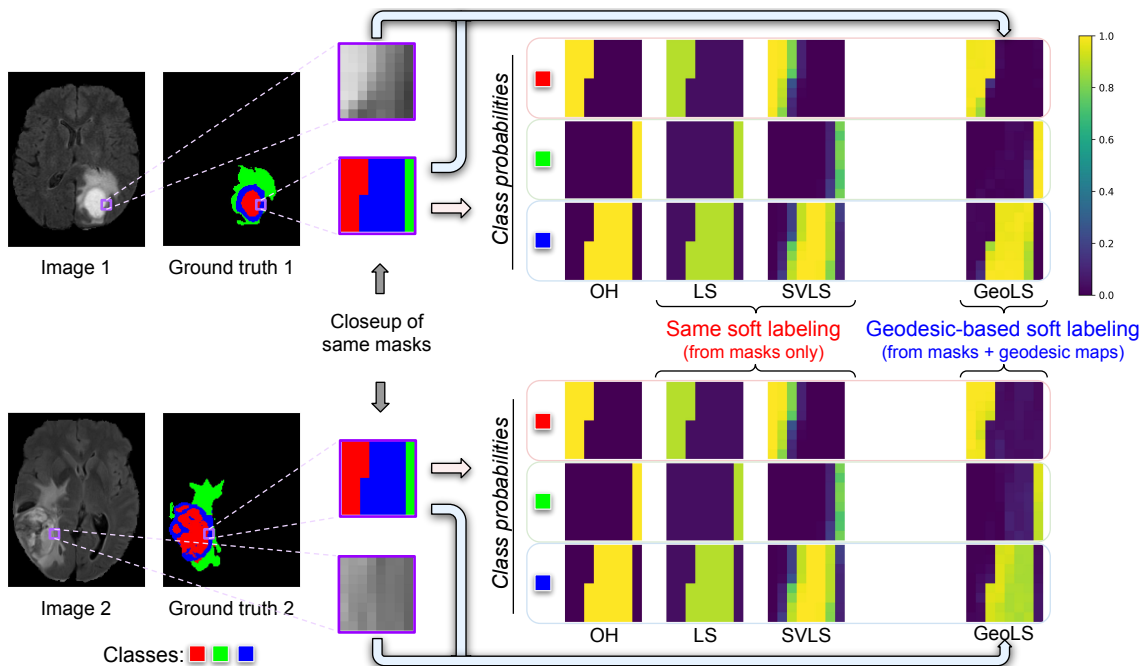 Class probabilities
1.0
0.8
0.6
0.4
0.2
0.0
Image 1
Ground truth 1
OH
LS
SVLS
GeoLS
Closeup of
same masks
Same soft labeling
(from masks only)
Geodesic-based soft labeling
(from masks + geodesic maps)
Class probabilities
Image 2
Ground truth 2
OH
LS
SVLS
GeoLS
Classes: